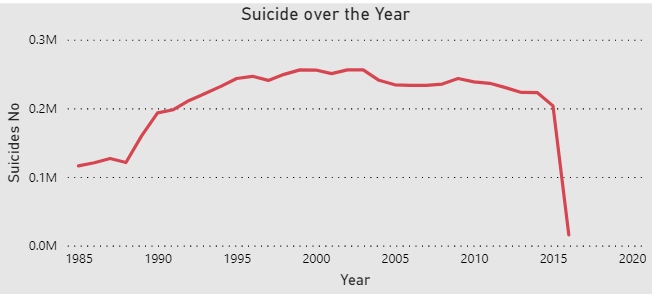 Suicide over the Year
0.3M
0.2M
0.1M
0.0M
Suicides No
1985 1990 1995 2000 2005 2010 2015 2020
Year